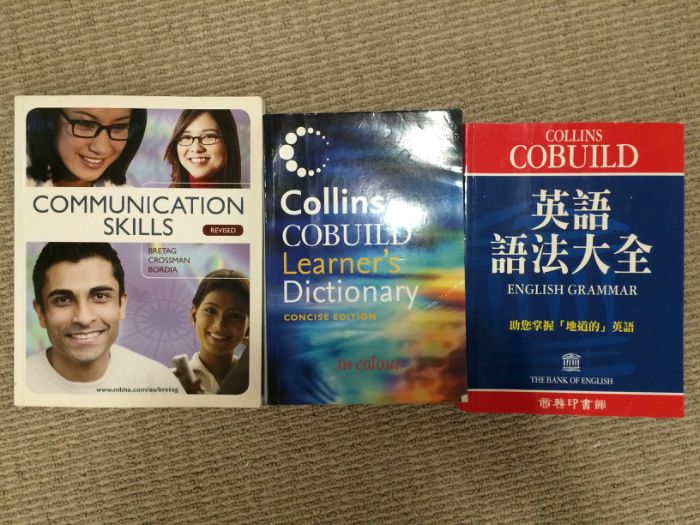 COMMUNICATION
SKILLS
REVISED
BRETAG
CROSSMAN
BORDIA
www.mhhe.com/au/bretag
Collins
COBUILD
Learner's
Dictionary
CONCISE EDITION
in colour
COLLINS
COBUILD
英語
語法大全
ENGLISH GRAMMAR
助您掌握「地道的」英語
THE BANK OF ENGLISH
商務印書館